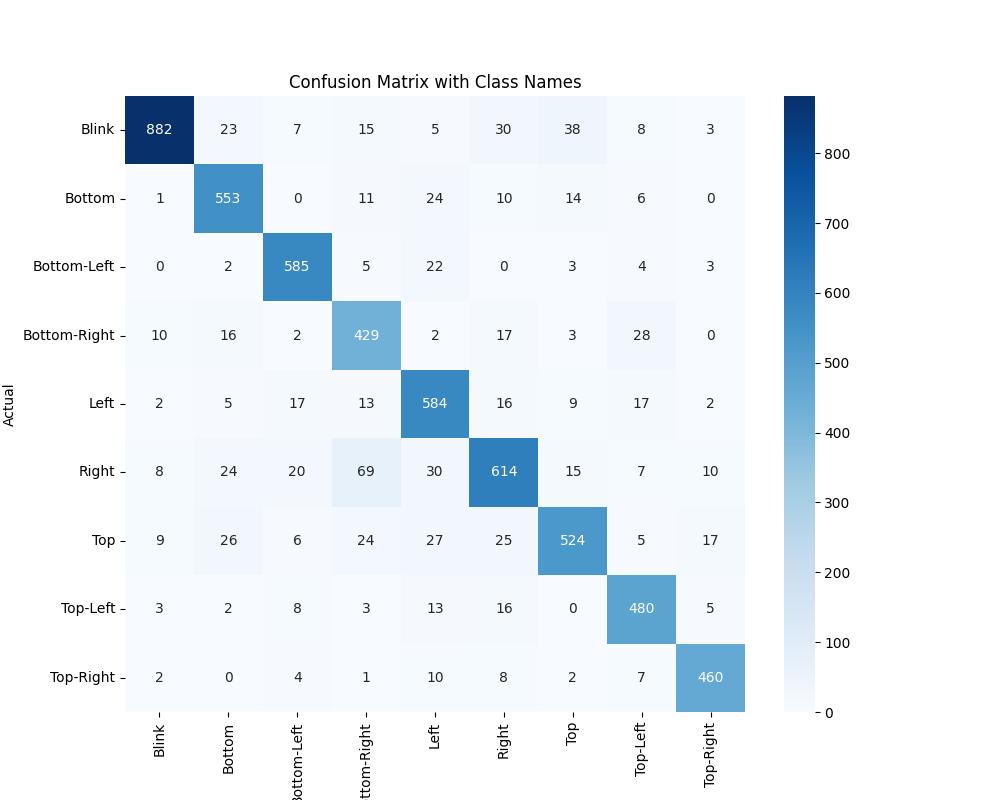 Confusion Matrix with Class Names
Actual
Blink 882 23 7 15 5 30 38 8 3
Bottom 1 553 0 11 24 10 14 6 0
Bottom-Left 0 2 585 5 22 0 3 4 3
Bottom-Right 10 16 2 429 2 17 3 28 0
Left 2 5 17 13 584 16 9 17 2
Right 8 24 20 69 30 614 15 7 10
Top 9 26 6 24 27 25 524 5 17
Top-Left 3 2 8 3 13 16 0 480 5
Top-Right 2 0 4 1 10 8 2 7 460
Blink Bottom ottom-Left ttom-Right Left Right Top Top-Left Top-Right
800
700
600
500
400
300
200
100
0